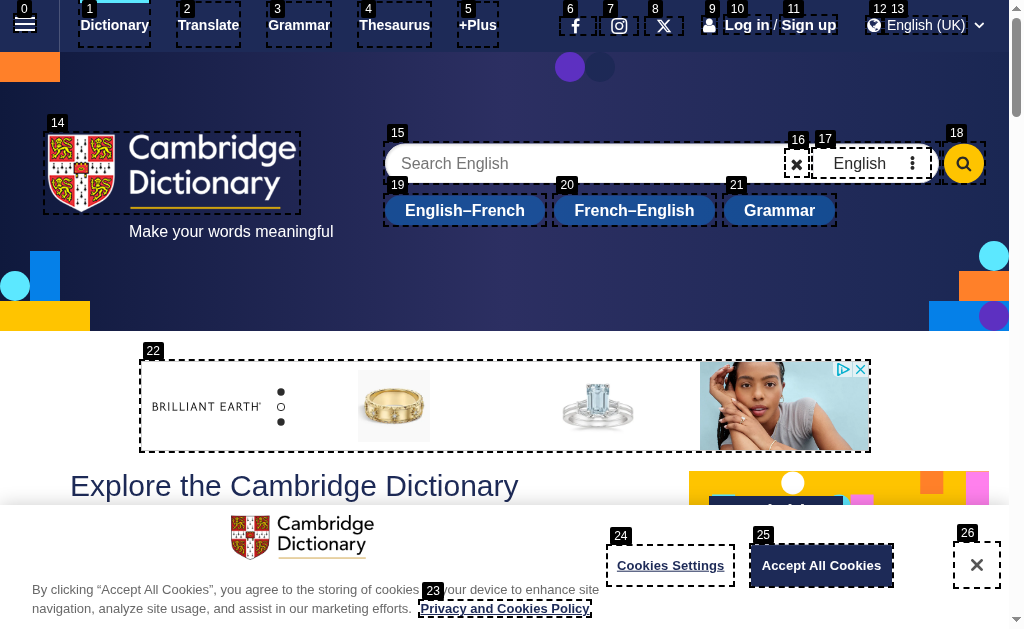 0 1 2 3 4 5 6 7 8 9 10 11 12 13
Dictionary Translate Grammar Thesaurus +Plus Log in / Sign up English (UK)
14 15 16 17 18
Cambridge
Dictionary
Make your words meaningful
Search English English
19 20 21
English–French French–English Grammar
22
BRILLIANT EARTH
Explore the Cambridge Dictionary
Cambridge
Dictionary
24 25 26
Cookies Settings Accept All Cookies
23
By clicking “Accept All Cookies”, you agree to the storing of cookies your device to enhance site
navigation, analyze site usage, and assist in our marketing efforts. Privacy and Cookies Policy